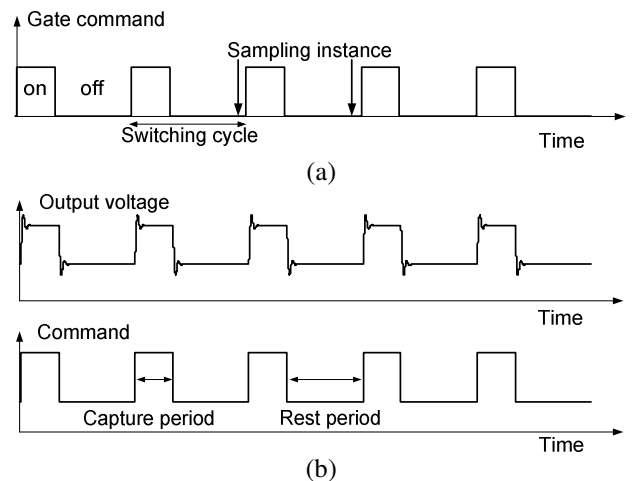 Gate command
Sampling instance
on off
Switching cycle
Time
(a)
Output voltage
Time
Command
Capture period Rest period
Time
(b)